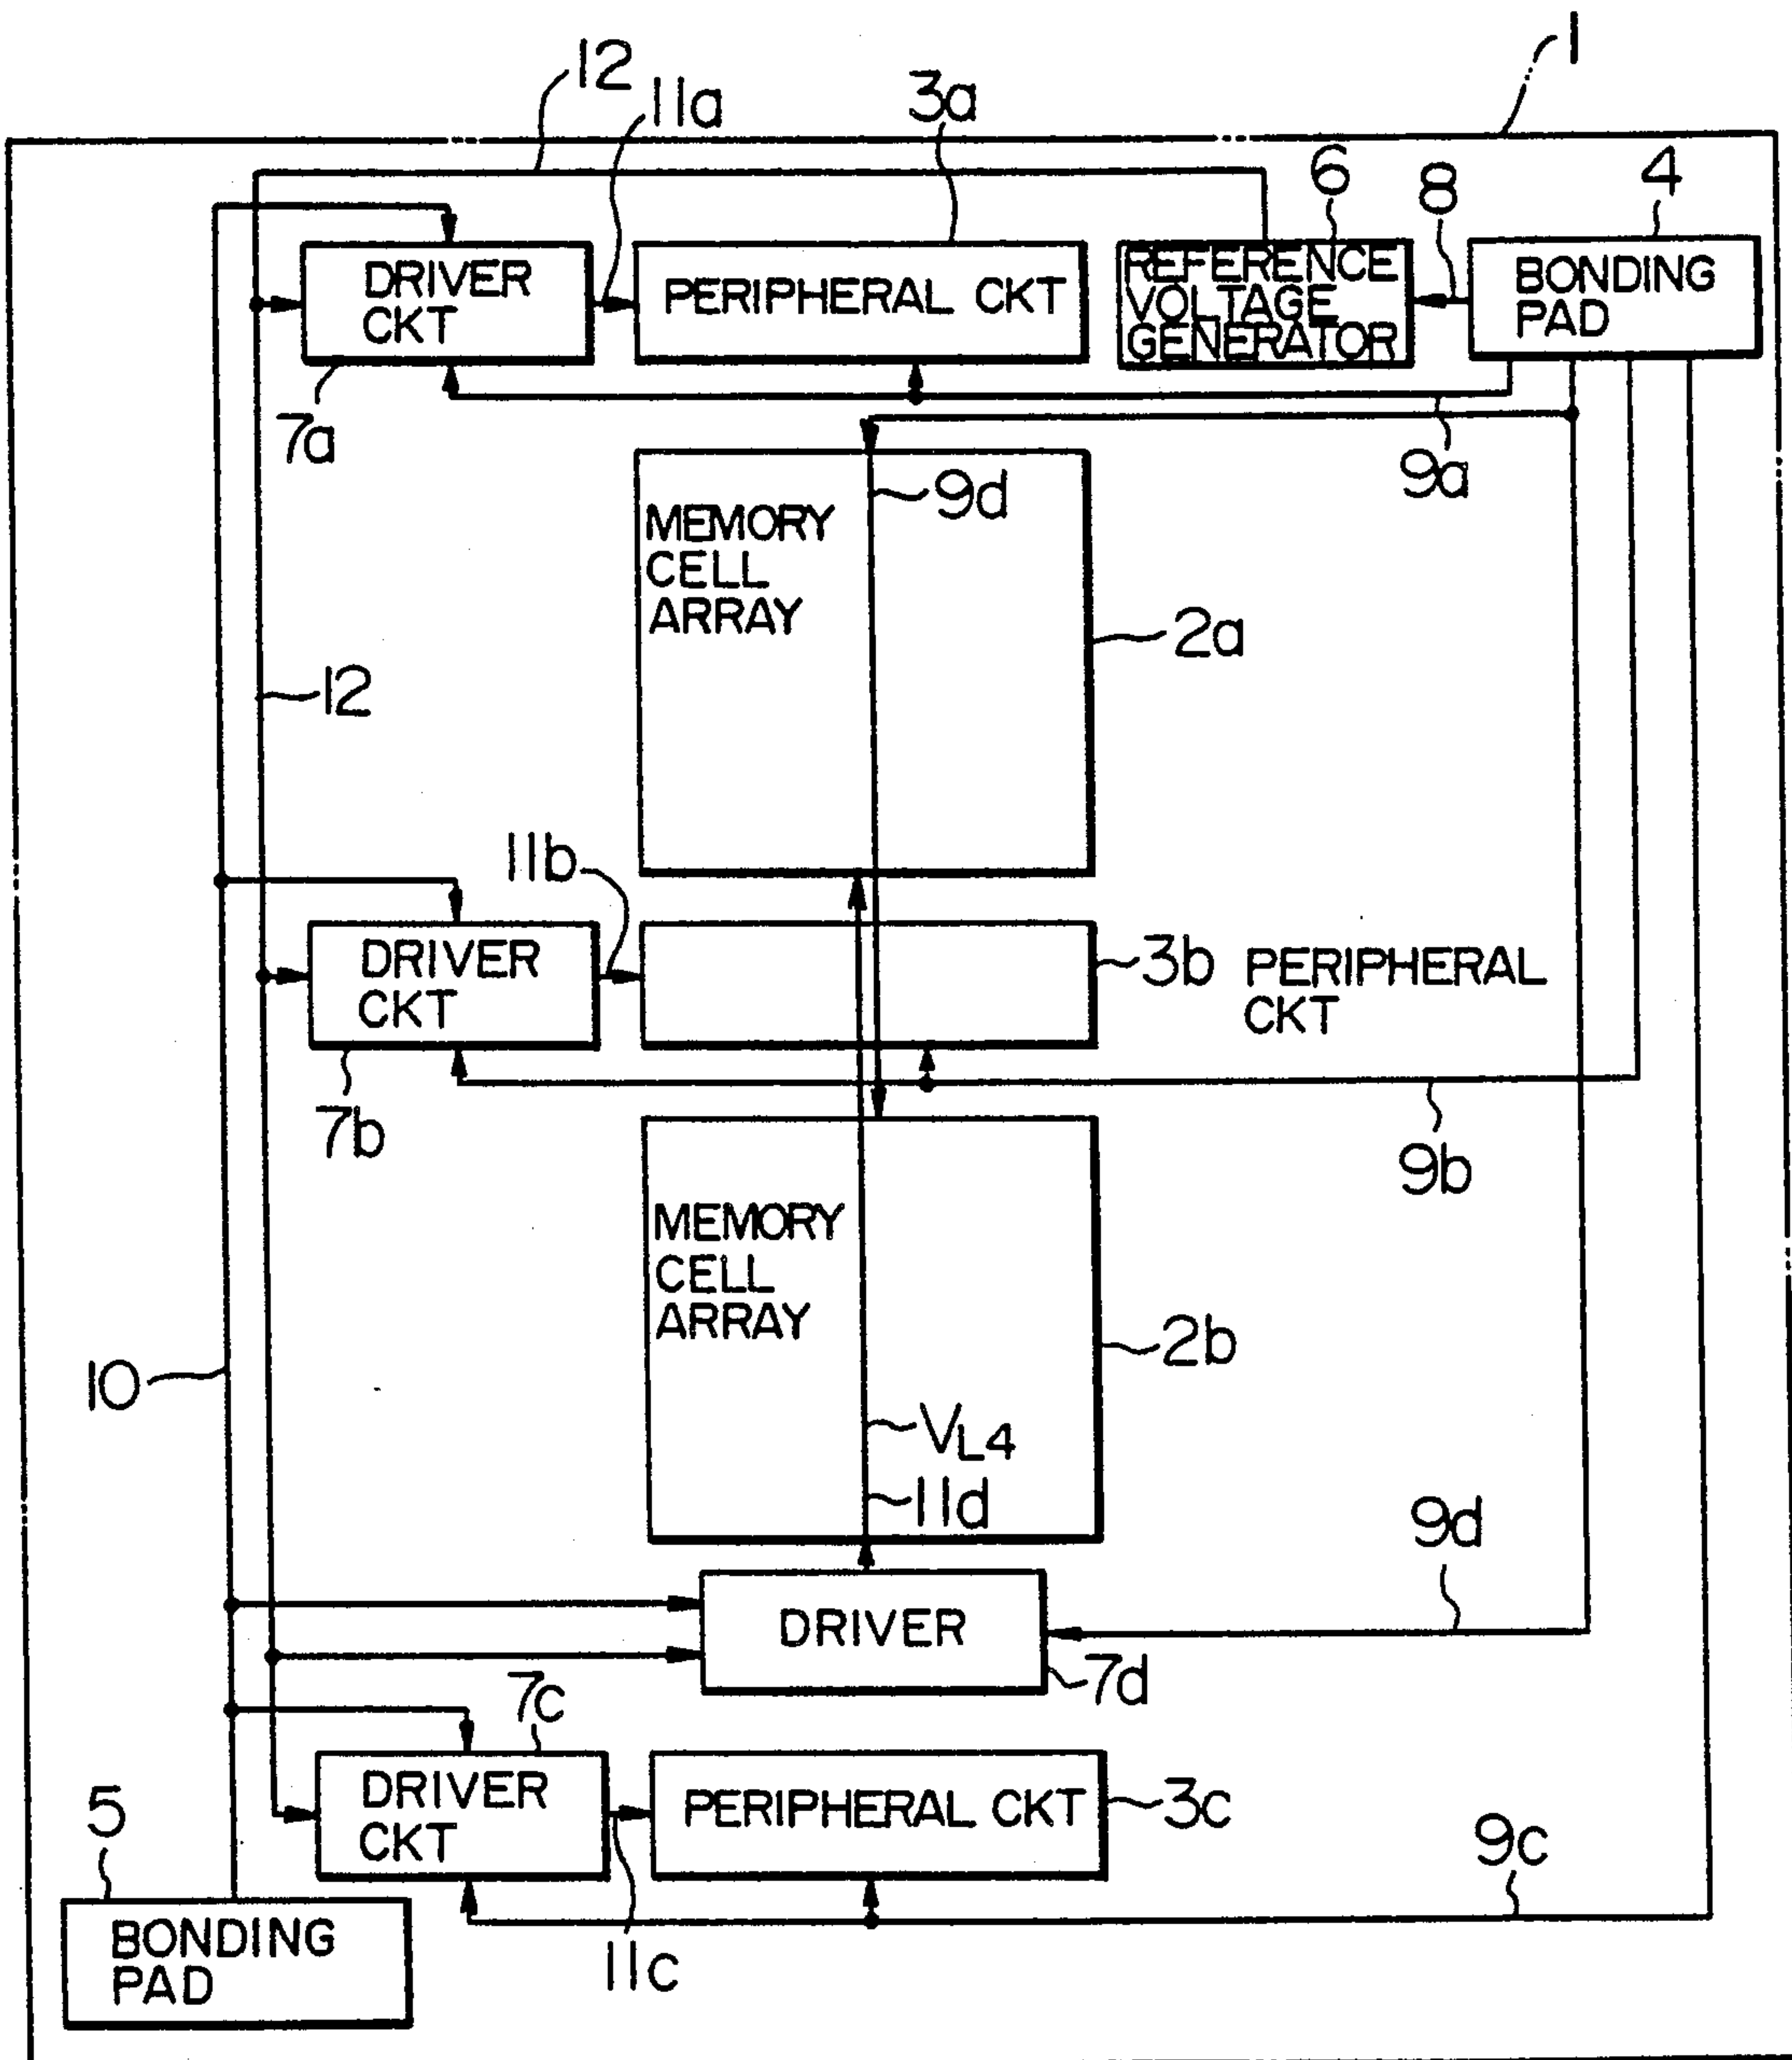 1
12
11a
3a
6
8
4
DRIVER
CKT
PERIPHERAL CKT
REFERENCE
VOLTAGE
GENERATOR
BONDING
PAD
7a
9a
9d
MEMORY
CELL
ARRAY
2a
12
11b
DRIVER
CKT
3b
PERIPHERAL
CKT
7b
9b
MEMORY
CELL
ARRAY
2b
10
VL4
11d
9d
DRIVER
7d
7c
DRIVER
CKT
PERIPHERAL CKT
3c
5
9c
BONDING
PAD
11c